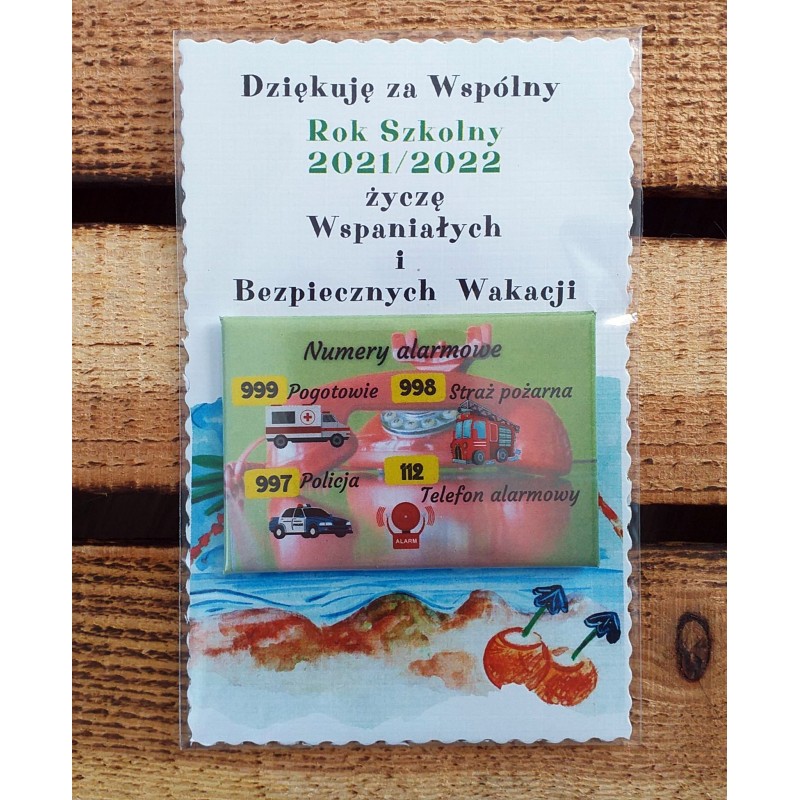 Dziękuję za Wspólny
Rok Szkolny
2021/2022
życzę
Wspaniałych
i
Bezpiecznych Wakacji
Numery alarmowe
999 Pogotowie 998 Straż pożarna
997 Policja 112 Telefon alarmowy
ALARM